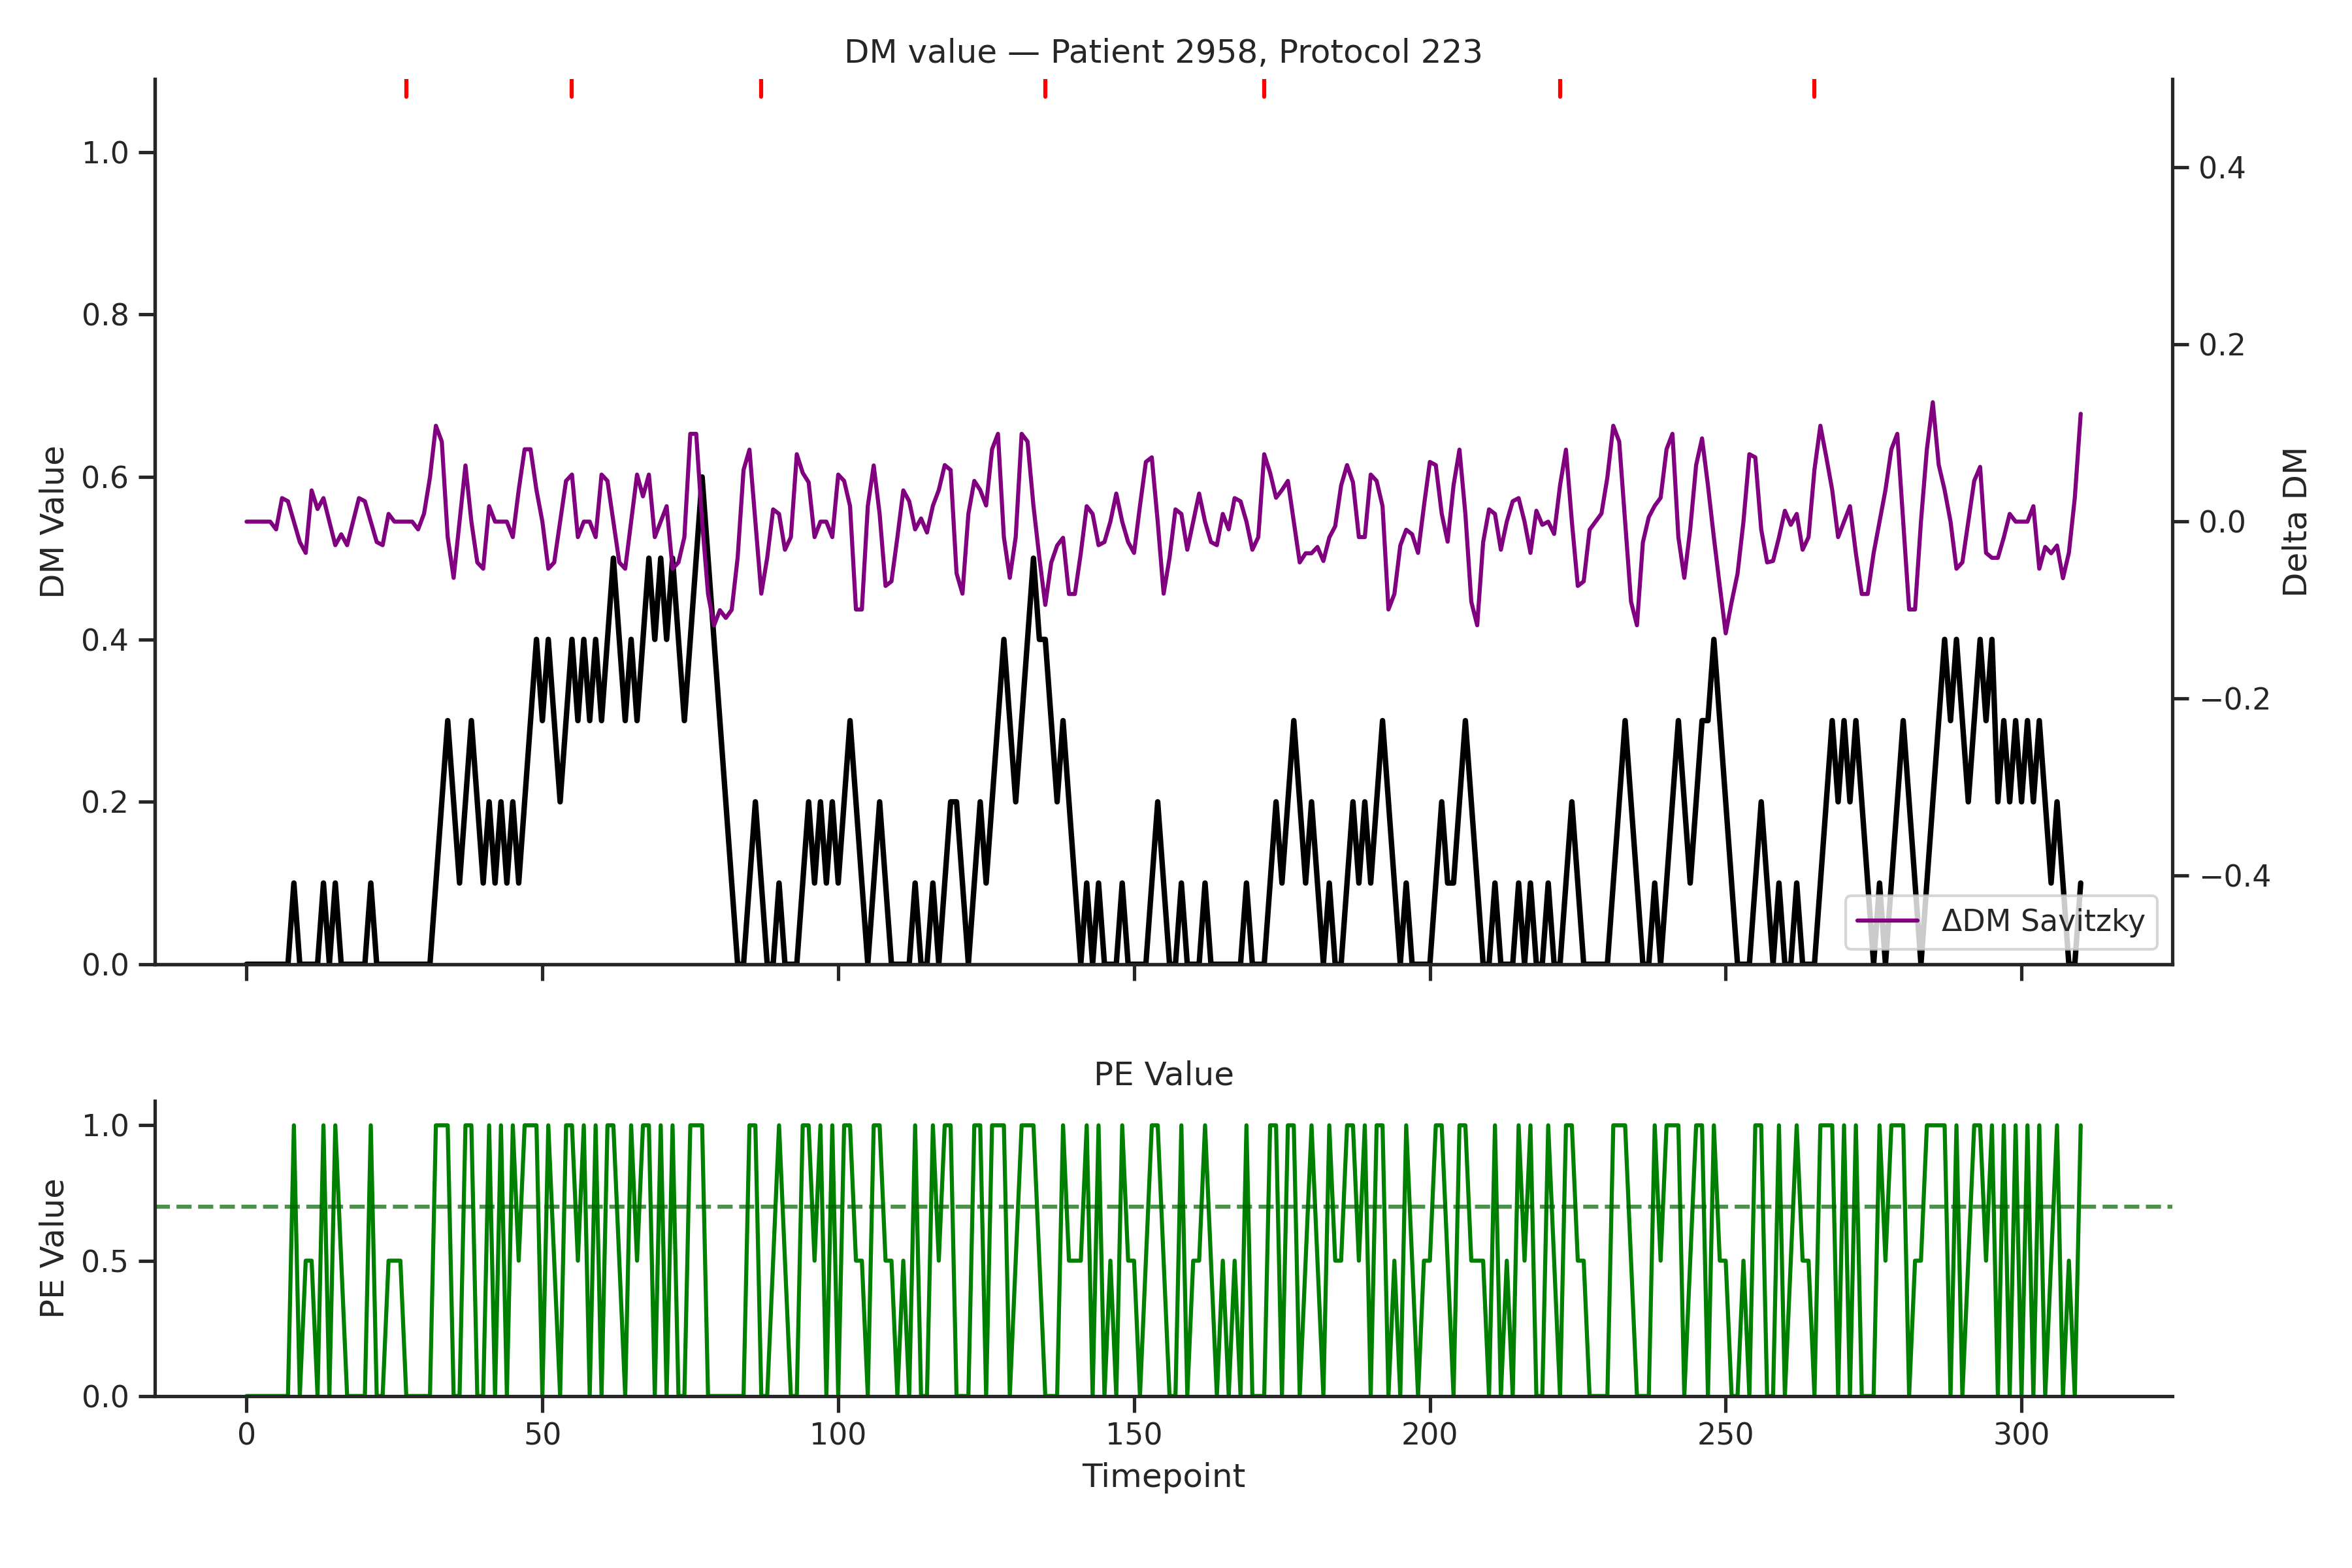 DM value — Patient 2958, Protocol 223
1.0
0.8
0.6
0.4
0.2
0.0
DM Value
0.4
0.2
0.0
−0.2
−0.4
Delta DM
ΔDM Savitzky
PE Value
1.0
0.5
0.0
PE Value
0 50 100 150 200 250 300
Timepoint